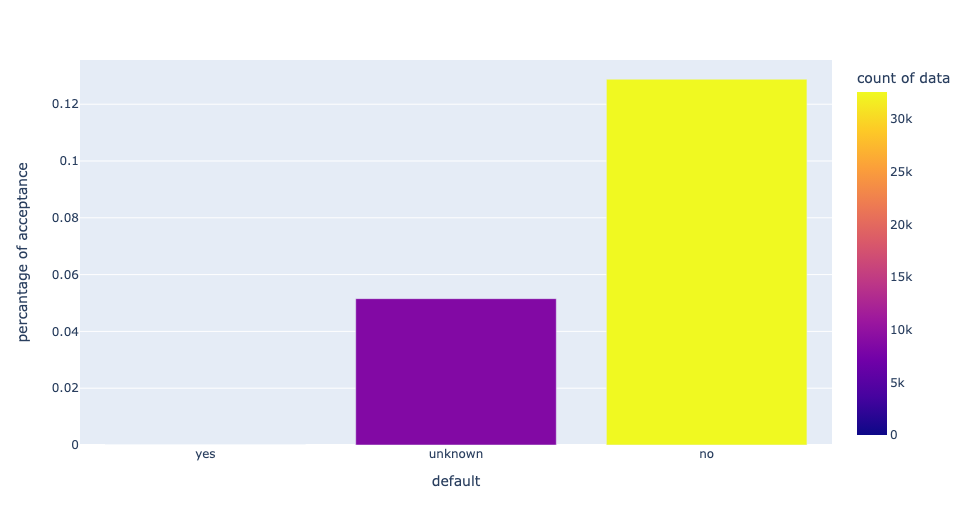 count of data
30k
25k
20k
15k
10k
5k
0
percantage of acceptance
0.12
0.1
0.08
0.06
0.04
0.02
0
yes unknown no
default